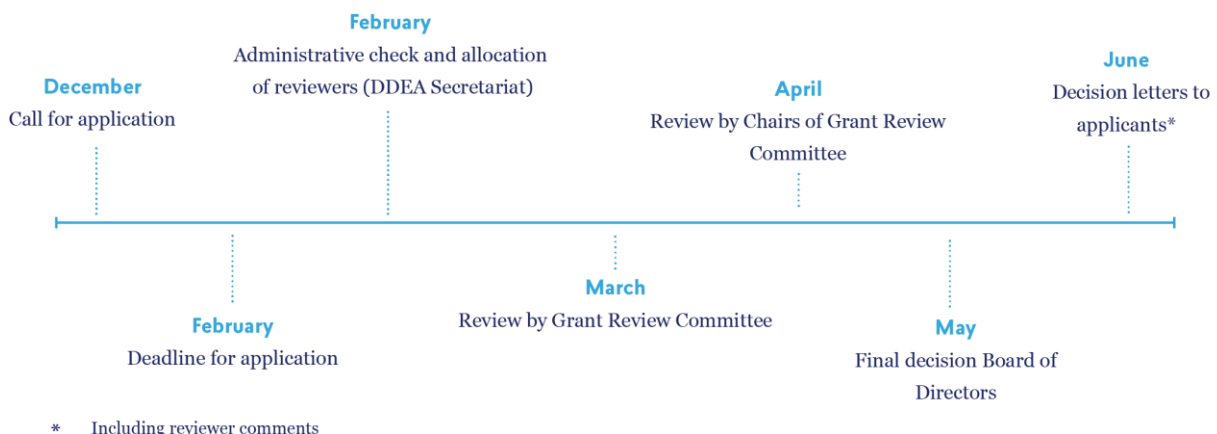 December
Call for application
February
Deadline for application
February
Administrative check and allocation
of reviewers (DDEA Secretariat)
March
Review by Grant Review Committee
April
Review by Chairs of Grant Review
Committee
May
Final decision Board of
Directors
June
Decision letters to
applicants*
* Including reviewer comments